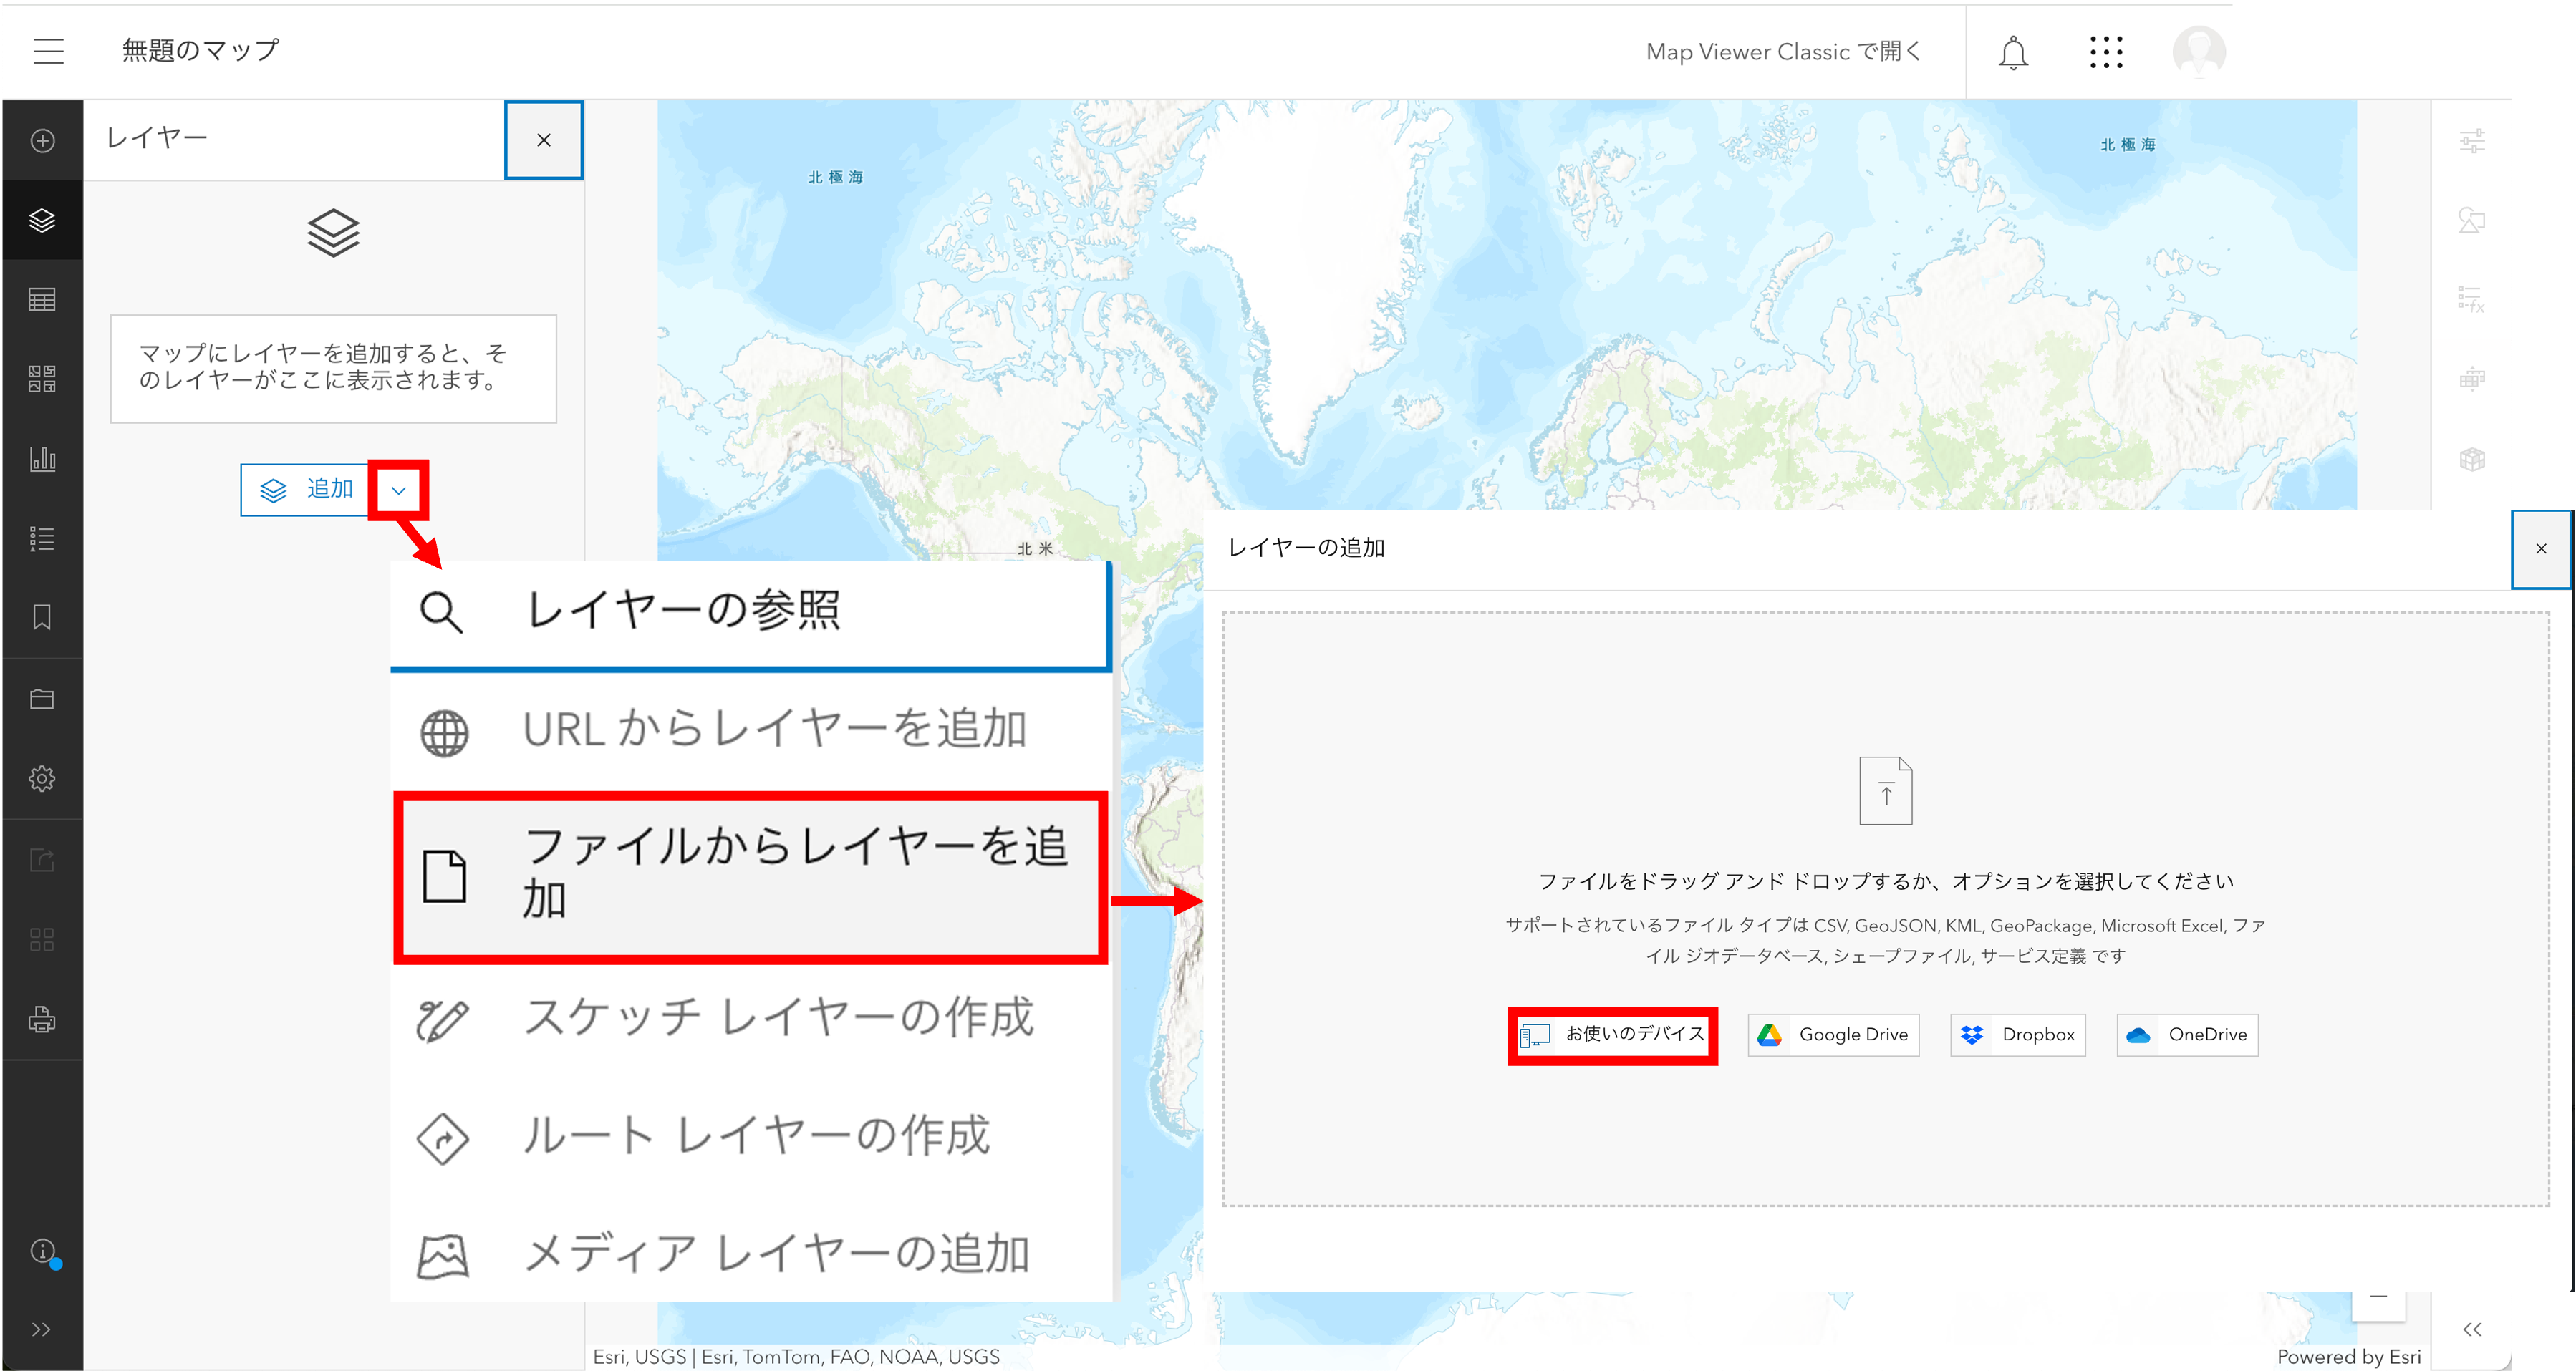 無題のマップ
Map Viewer Classic で開く
レイヤー
マップにレイヤーを追加すると、そ
のレイヤーがここに表示されます。
追加
北極海
北極海
北米
レイヤーの参照
URL からレイヤーを追加
ファイルからレイヤーを追
加
スケッチ レイヤーの作成
ルート レイヤーの作成
メディア レイヤーの追加
レイヤーの追加
ファイルをドラッグ アンド ドロップするか、オプションを選択してください
サポートされているファイル タイプは CSV, GeoJSON, KML, GeoPackage, Microsoft Excel, ファ
イル ジオデータベース, シェープファイル, サービス定義 です
お使いのデバイス
Google Drive
Dropbox
OneDrive
Esri, USGS | Esri, TomTom, FAO, NOAA, USGS
Powered by Esri